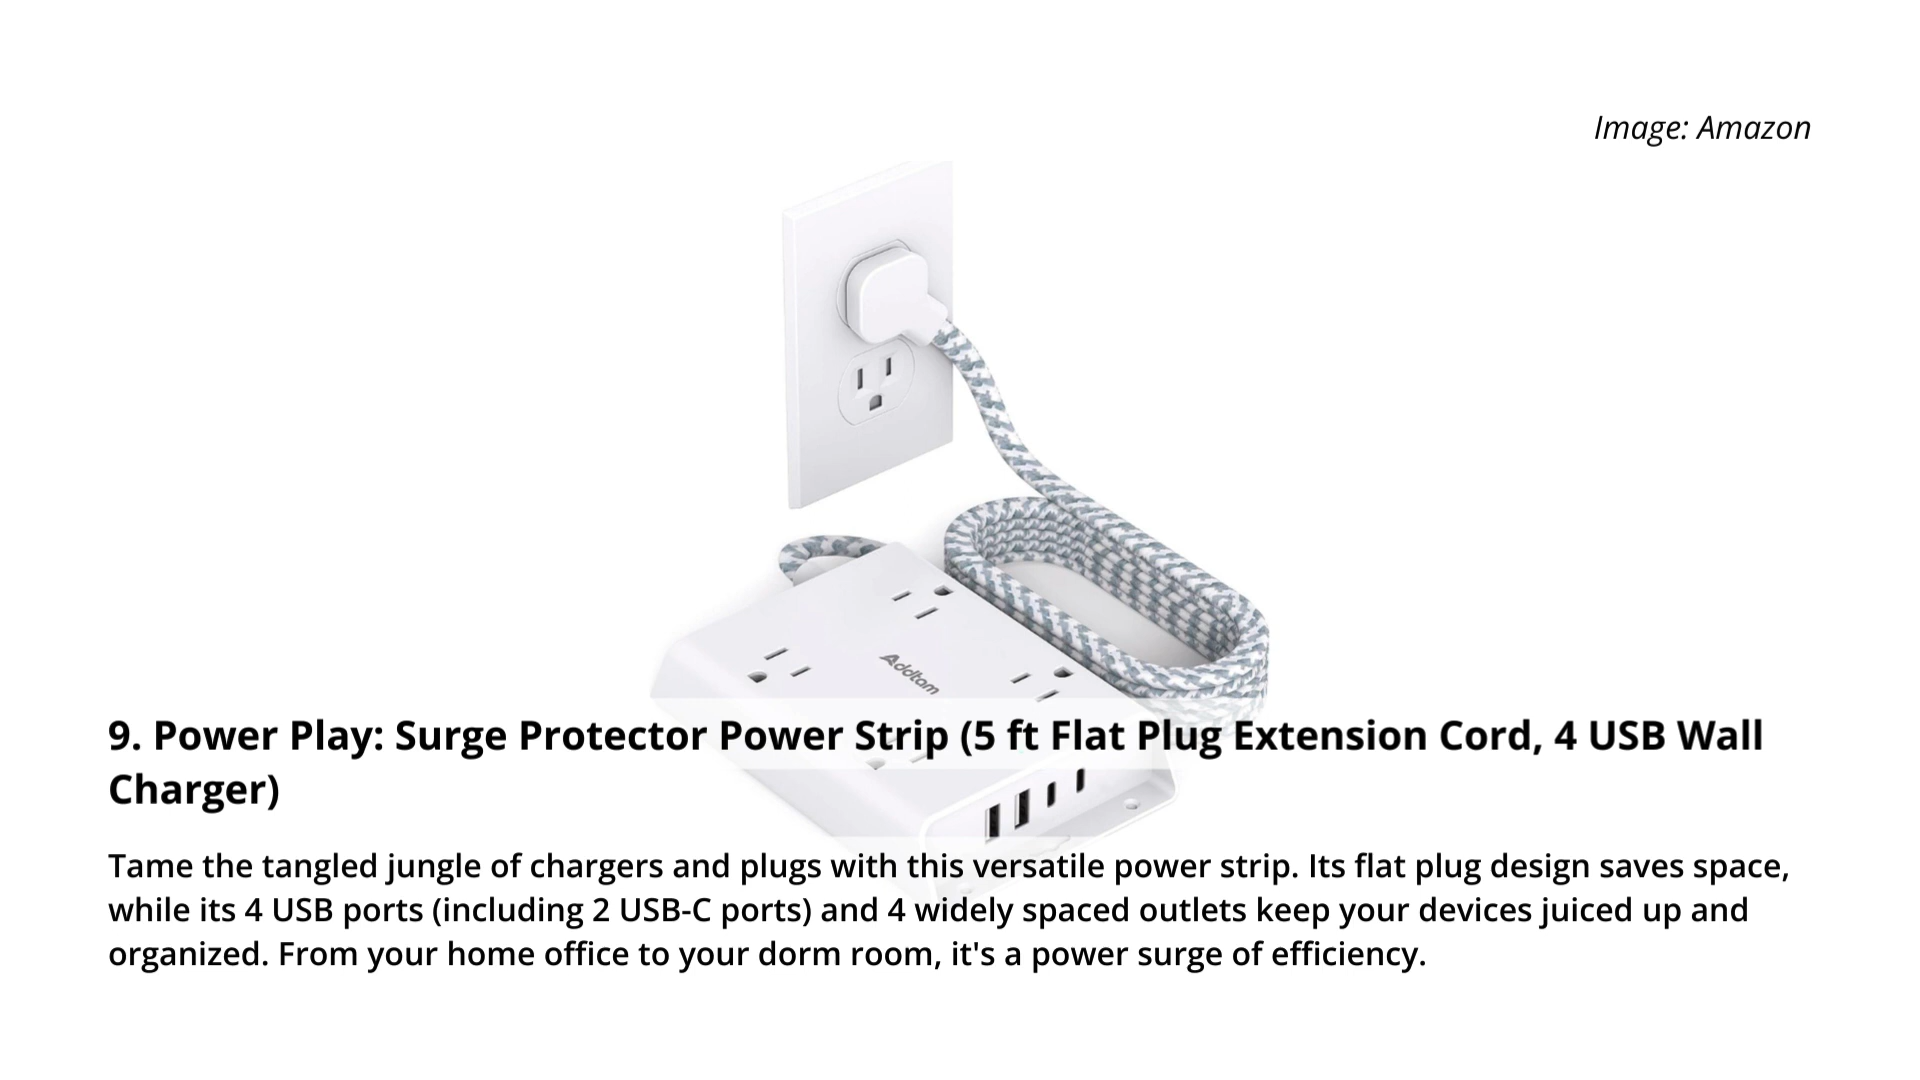 Image: Amazon
Addtam
9. Power Play: Surge Protector Power Strip (5 ft Flat Plug Extension Cord, 4 USB Wall
Charger)
Tame the tangled jungle of chargers and plugs with this versatile power strip. Its flat plug design saves space,
while its 4 USB ports (including 2 USB-C ports) and 4 widely spaced outlets keep your devices juiced up and
organized. From your home office to your dorm room, it's a power surge of efficiency.